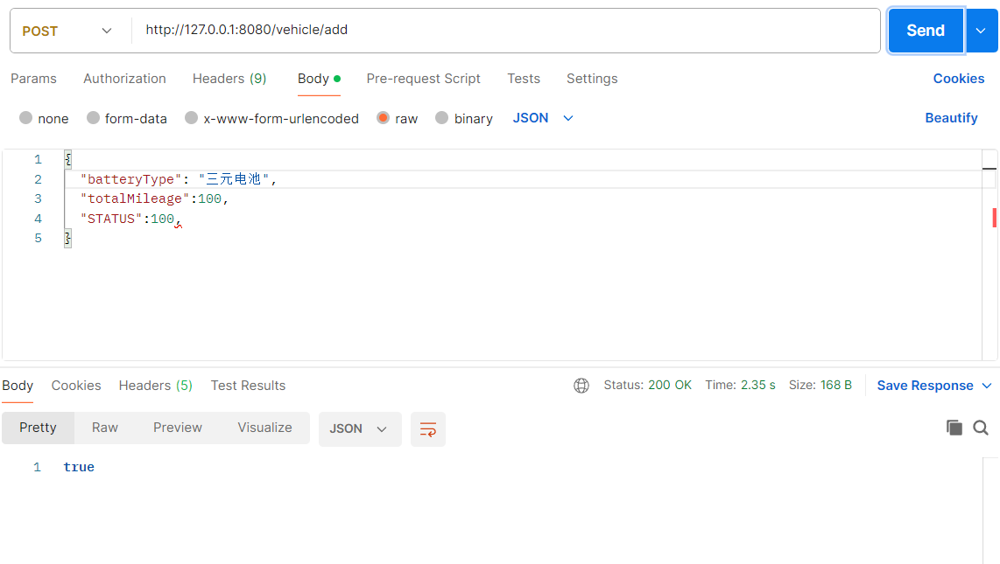 POST http://127.0.0.1:8080/vehicle/add Send
Params Authorization Headers (9) Body Pre-request Script Tests Settings Cookies
none form-data x-www-form-urlencoded raw binary JSON Beautify
1 {
2 "batteryType": "三元电池",
3 "totalMileage":100,
4 "STATUS":100,
5 }
Body Cookies Headers (5) Test Results Status: 200 OK Time: 2.35 s Size: 168 B Save Response
Pretty Raw Preview Visualize JSON
1 true